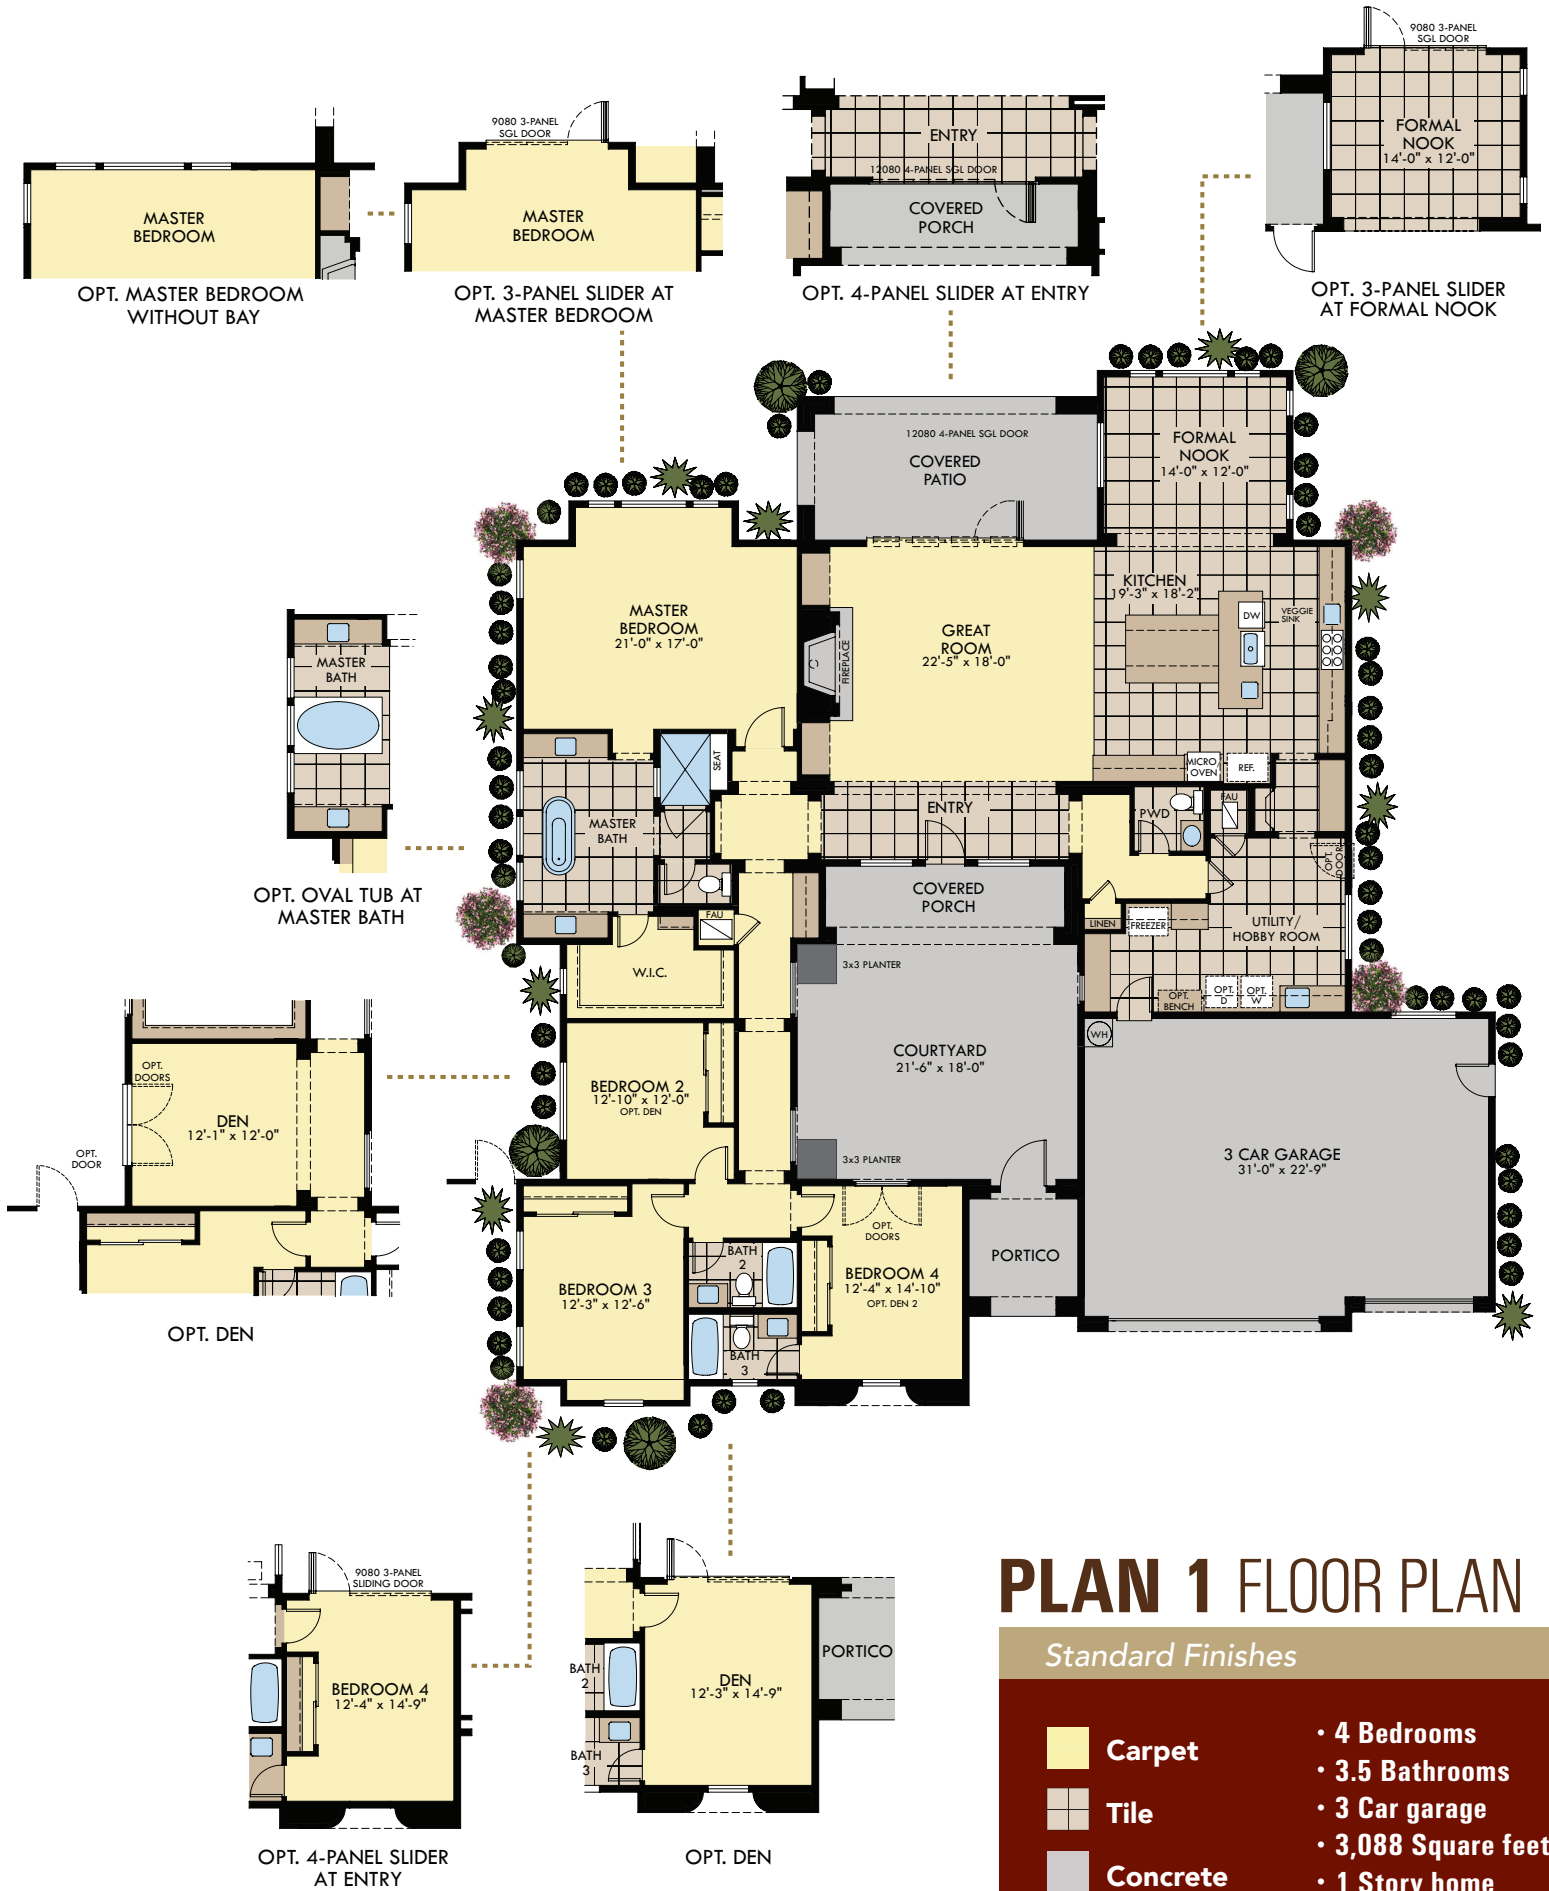 9080 3-PANEL
SGL DOOR
FORMAL
NOOK
14'-0" x 12'-0"
OPT. 3-PANEL SLIDER
AT FORMAL NOOK
MASTER
BEDROOM
OPT. MASTER BEDROOM
WITHOUT BAY
9080 3-PANEL
SGL DOOR
MASTER
BEDROOM
OPT. 3-PANEL SLIDER AT
MASTER BEDROOM
ENTRY
12080 4-PANEL SGL DOOR
COVERED
PORCH
OPT. 4-PANEL SLIDER AT ENTRY
12080 4-PANEL SGL DOOR
COVERED
PATIO
FORMAL
NOOK
14'-0" x 12'-0"
MASTER
BEDROOM
21'-0" x 17'-0"
FIREPLACE
GREAT
ROOM
22'-5" x 18'-0"
KITCHEN
19'-3" x 18'-2"
DW
VEGGIE
SINK
MICRO/
OVEN
REF.
MASTER
BATH
OPT. OVAL TUB AT
MASTER BATH
SEAT
MASTER
BATH
ENTRY
PWD
FAU
OPT.
DOOR
COVERED
PORCH
FAU
LINEN
FREEZER
UTILITY/
HOBBY ROOM
W.I.C.
3x3 PLANTER
OPT.
BENCH
OPT.
D
OPT.
W
WH
COURTYARD
21'-6" x 18'-0"
BEDROOM 2
12'-10" x 12'-0"
OPT. DEN
3x3 PLANTER
3 CAR GARAGE
31'-0" x 22'-9"
OPT.
DOORS
DEN
12'-1" x 12'-0"
OPT.
DOOR
OPT. DEN
OPT.
DOORS
BATH
2
BEDROOM 3
12'-3" x 12'-6"
BEDROOM 4
12'-4" x 14'-10"
OPT. DEN 2
PORTICO
BATH
3
9080 3-PANEL
SLIDING DOOR
BEDROOM 4
12'-4" x 14'-9"
OPT. 4-PANEL SLIDER
AT ENTRY
BATH
2
DEN
12'-3" x 14'-9"
PORTICO
BATH
3
OPT. DEN
PLAN 1 FLOOR PLAN
Standard Finishes
Carpet
Tile
Concrete
• 4 Bedrooms
• 3.5 Bathrooms
• 3 Car garage
• 3,088 Square feet
• 1 Story home